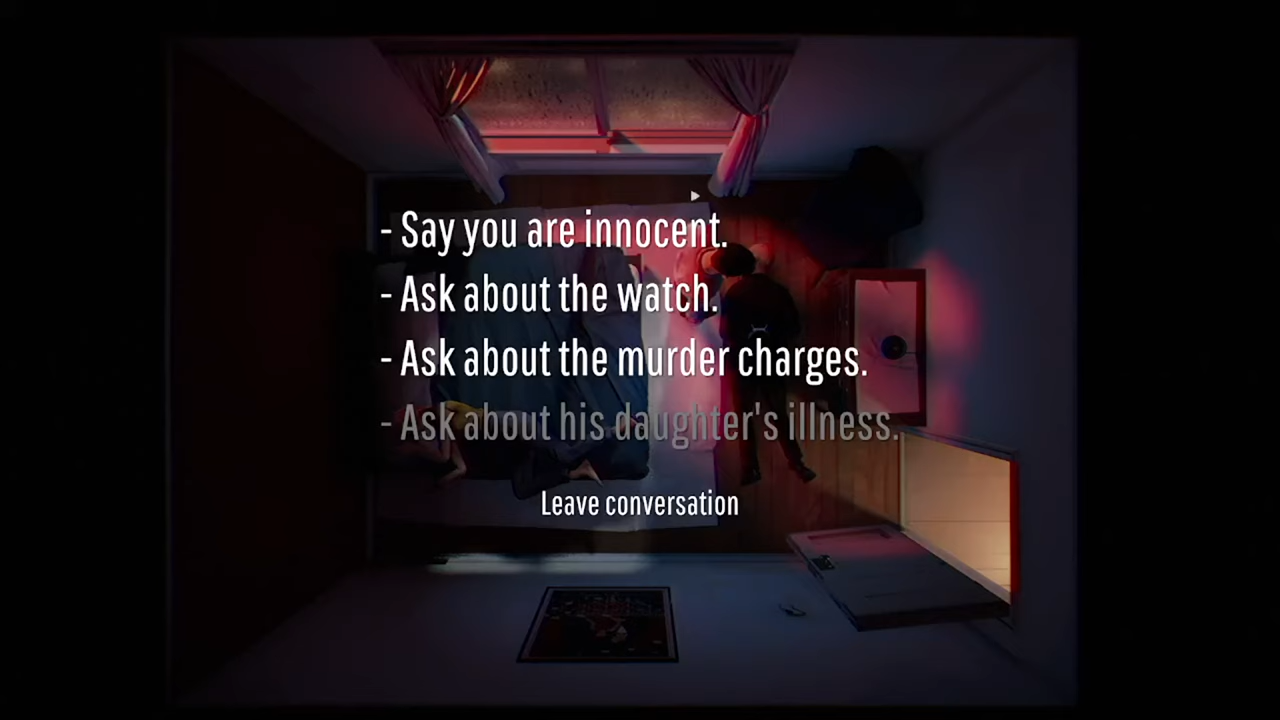 - Say you are innocent.
- Ask about the watch.
- Ask about the murder charges.
- Ask about his daughter's illness.
Leave conversation